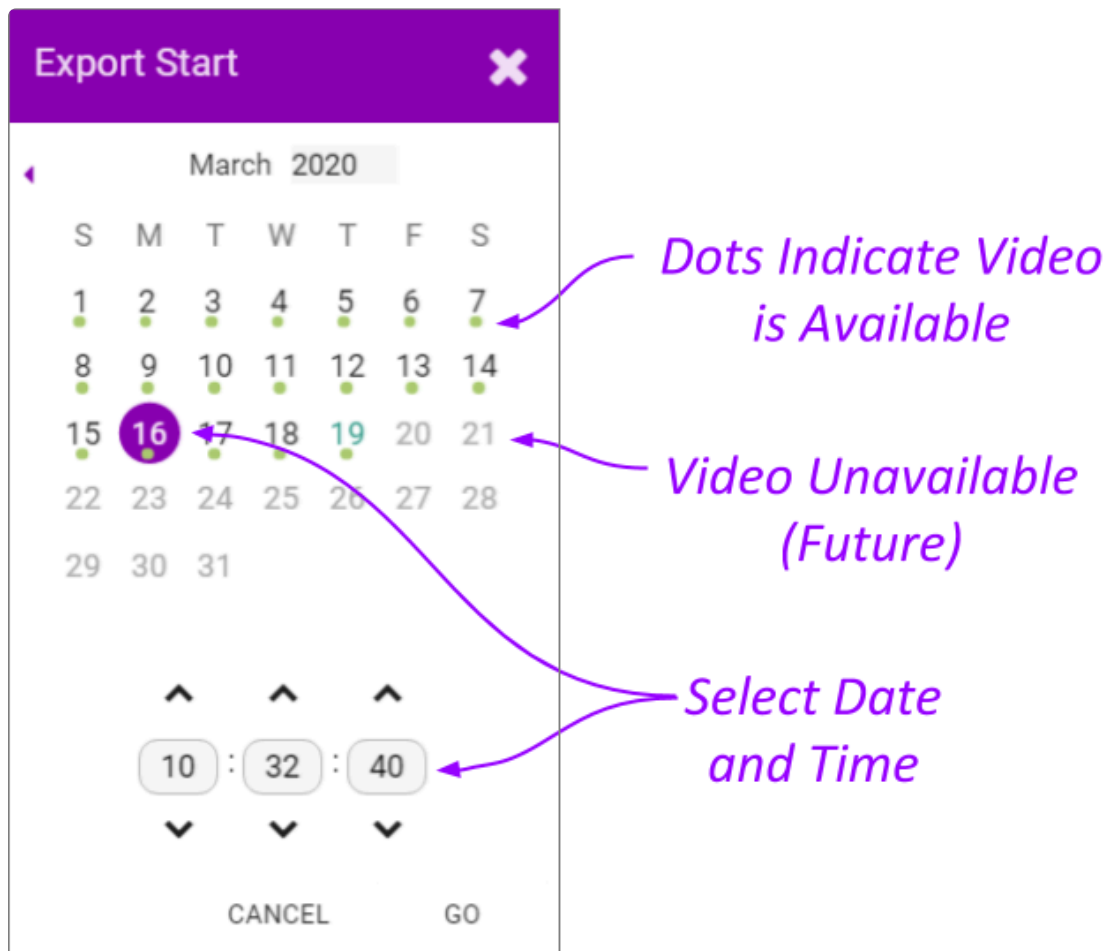 Export Start
March 2020
S M T W T F S
1 2 3 4 5 6 7
8 9 10 11 12 13 14
15 16 17 18 19 20 21
22 23 24 25 26 27 28
29 30 31
10 : 32 : 40
CANCEL GO
Dots Indicate Video
is Available
Video Unavailable
(Future)
Select Date
and Time